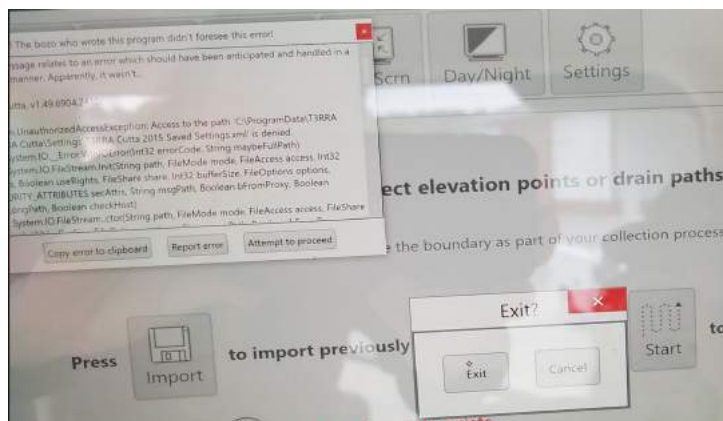 ! The bozo who wrote this program didn't foresee this error!
ssage relates to an error which should have been anticipated and handled in a
manner. Apparently, it wasn't...
utta, v1.49.6904.24
.UnauthorizedAccessException: Access to the path 'C:\ProgramData\T3RRA
A Cutta\Settings\T3RRA Cutta 2015 Saved Settings.xml' is denied.
ystem.IO.__Error.WinIOError(Int32 errorCode, String maybeFullPath)
ystem.IO.FileStream.Init(String path, FileMode mode, FileAccess access, Int32
s, Boolean useRights, FileShare share, Int32 bufferSize, FileOptions options,
RITY_ATTRIBUTES secAttrs, String msgPath, Boolean bFromProxy, Boolean
ongPath, Boolean checkHost)
System.IO.FileStream..ctor(String path, FileMode mode, FileAccess access, FileShare
Copy error to clipboard
Report error
Attempt to proceed
Scrn
Day/Night
Settings
ect elevation points or drain paths
e the boundary as part of your collection process
Press
Import
to import previously
Exit?
Exit
Cancel
Start
to